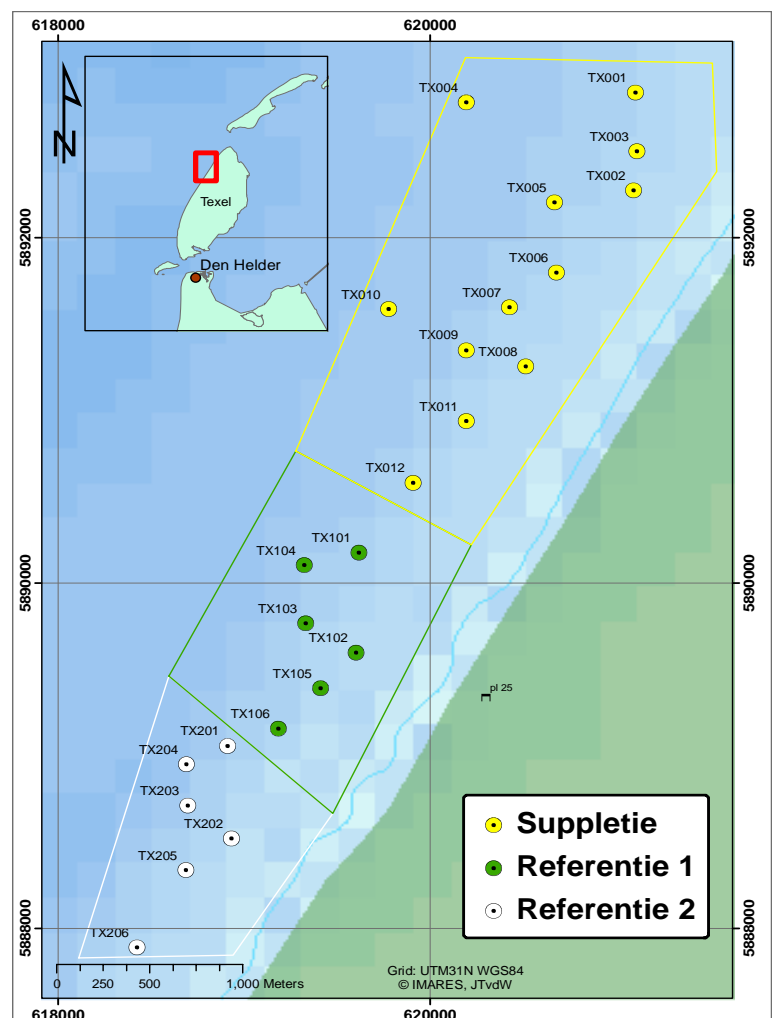 618000
620000
TX001
TX004
TX003
TX002
TX005
Texel
5892000
5892000
TX006
Den Helder
TX010
TX007
TX009
TX008
TX011
TX012
TX101
TX104
5890000
5890000
TX103
TX102
TX105
pl 25
TX106
TX201
TX204
TX203
TX202
TX205
Suppletie
Referentie 1
Referentie 2
5888000
5888000
TX206
0 250 500 1,000 Meters
Grid: UTM31N WGS84
© IMARES, JTvdW
618000
620000
N